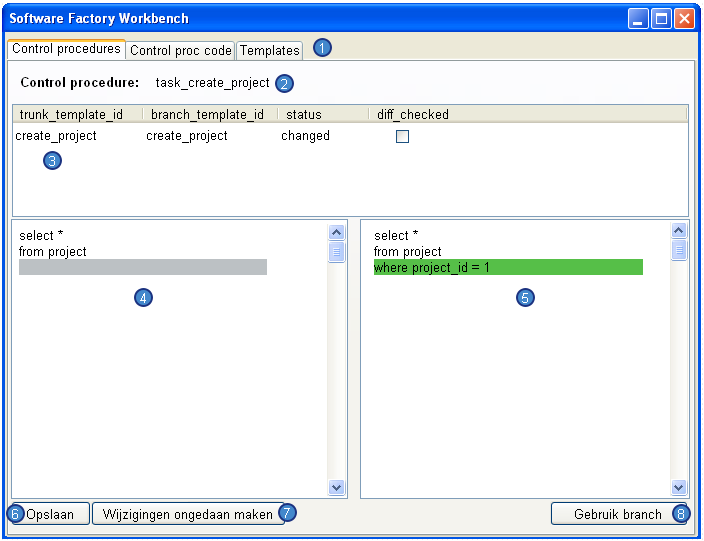 Software Factory Workbench
Control procedures Control proc code Templates 1
Control procedure: task_create_project 2
trunk_template_id branch_template_id status diff_checked
create_project create_project changed
3
select *
from project
4
select *
from project
where project_id = 1
5
6 Opslaan Wijzigingen ongedaan maken 7 Gebruik branch 8